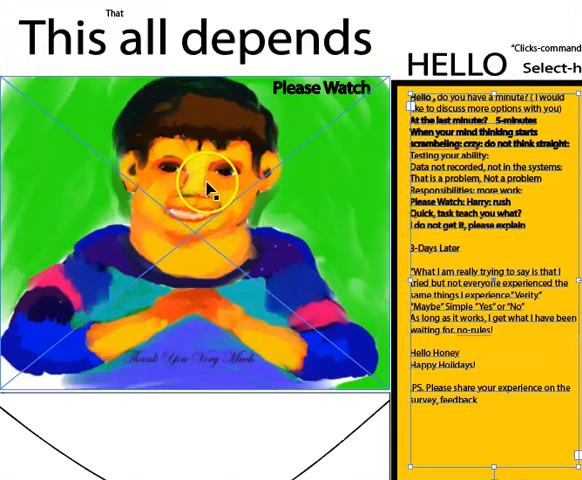 That
This all depends
Please Watch
Thank You Very Much
"Clicks-command
HELLO Select-h
Hello , do you have a minute? ( I would
like to discuss more options with you)
At the last minute? 5-minutes
When your mind thinking starts
scrambeling: crzy: do not think straight:
Testing your ability:
Data not recorded, not in the systems:
That is a problem, Not a problem
Responsibilities: more work:
Please Watch: Harry: rush
Quick, task teach you what?
I do not get it, please explain
3-Days Later
"What I am really trying to say is that I
tried but not everyone experienced the
same things I experience" Verity"
"Maybe" Simple "Yes" or "No"
As long as it works, I get what I have been
waiting for, no-rules!
Hello Honey
Happy Holidays!
PS. Please share your experience on the
survey, feedback